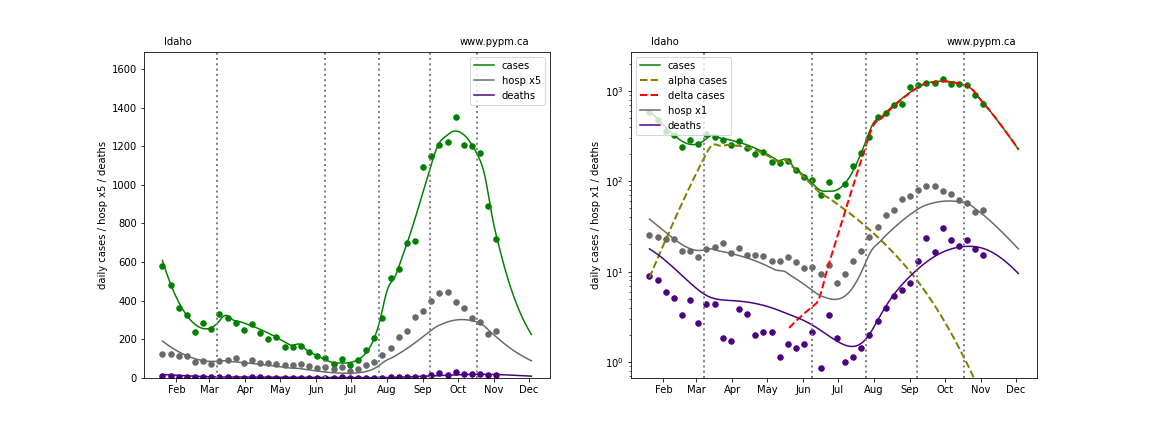 Idaho
www.pypm.ca
daily cases / hosp x5 / deaths
1600
1400
1200
1000
800
600
400
200
0
cases
hosp x5
deaths
Feb Mar Apr May Jun Jul Aug Sep Oct Nov Dec
Idaho
www.pypm.ca
daily cases / hosp x1 / deaths
10³
10²
10¹
10⁰
cases
alpha cases
delta cases
hosp x1
deaths
Feb Mar Apr May Jun Jul Aug Sep Oct Nov Dec